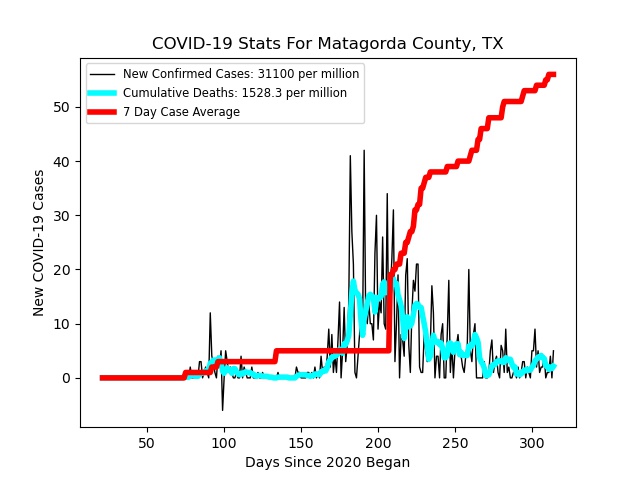 COVID-19 Stats For Matagorda County, TX
New Confirmed Cases: 31100 per million
Cumulative Deaths: 1528.3 per million
7 Day Case Average
New COVID-19 Cases
50
40
30
20
10
0
50 100 150 200 250 300
Days Since 2020 Began